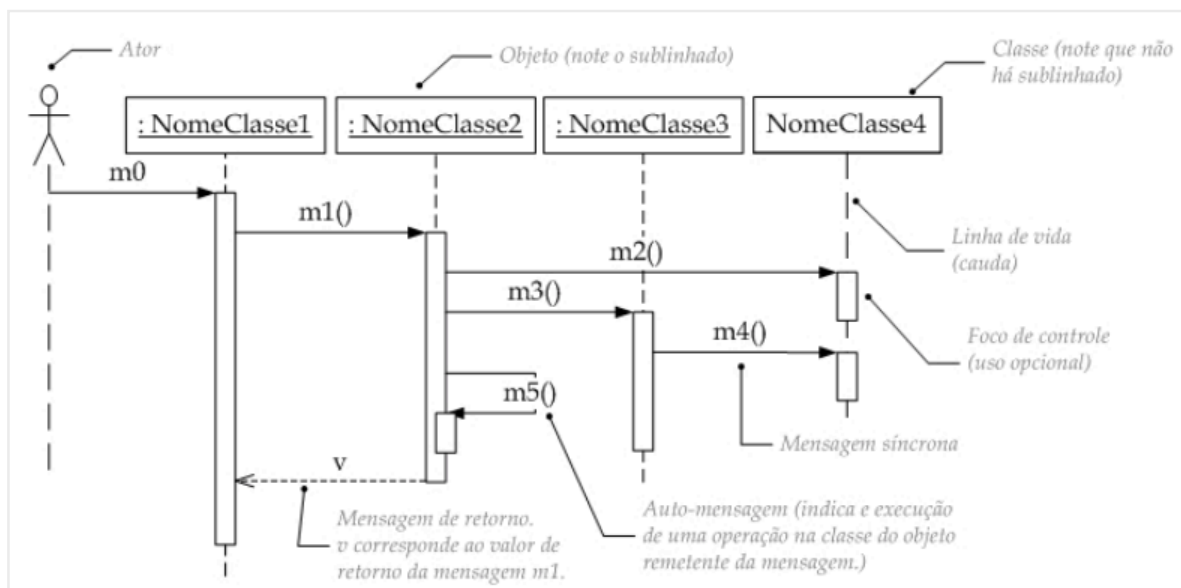 Ator
Objeto (note o sublinhado)
Classe (note que não
há sublinhado)
: NomeClasse1
: NomeClasse2
: NomeClasse3
NomeClasse4
m0
m1()
Linha de vida
(cauda)
m2()
m3()
Foco de controle
(uso opcional)
m4()
m5()
Mensagem síncrona
v
Mensagem de retorno.
v corresponde ao valor de
retorno da mensagem m1.
Auto-mensagem (indica e execução
de uma operação na classe do objeto
remetente da mensagem.)